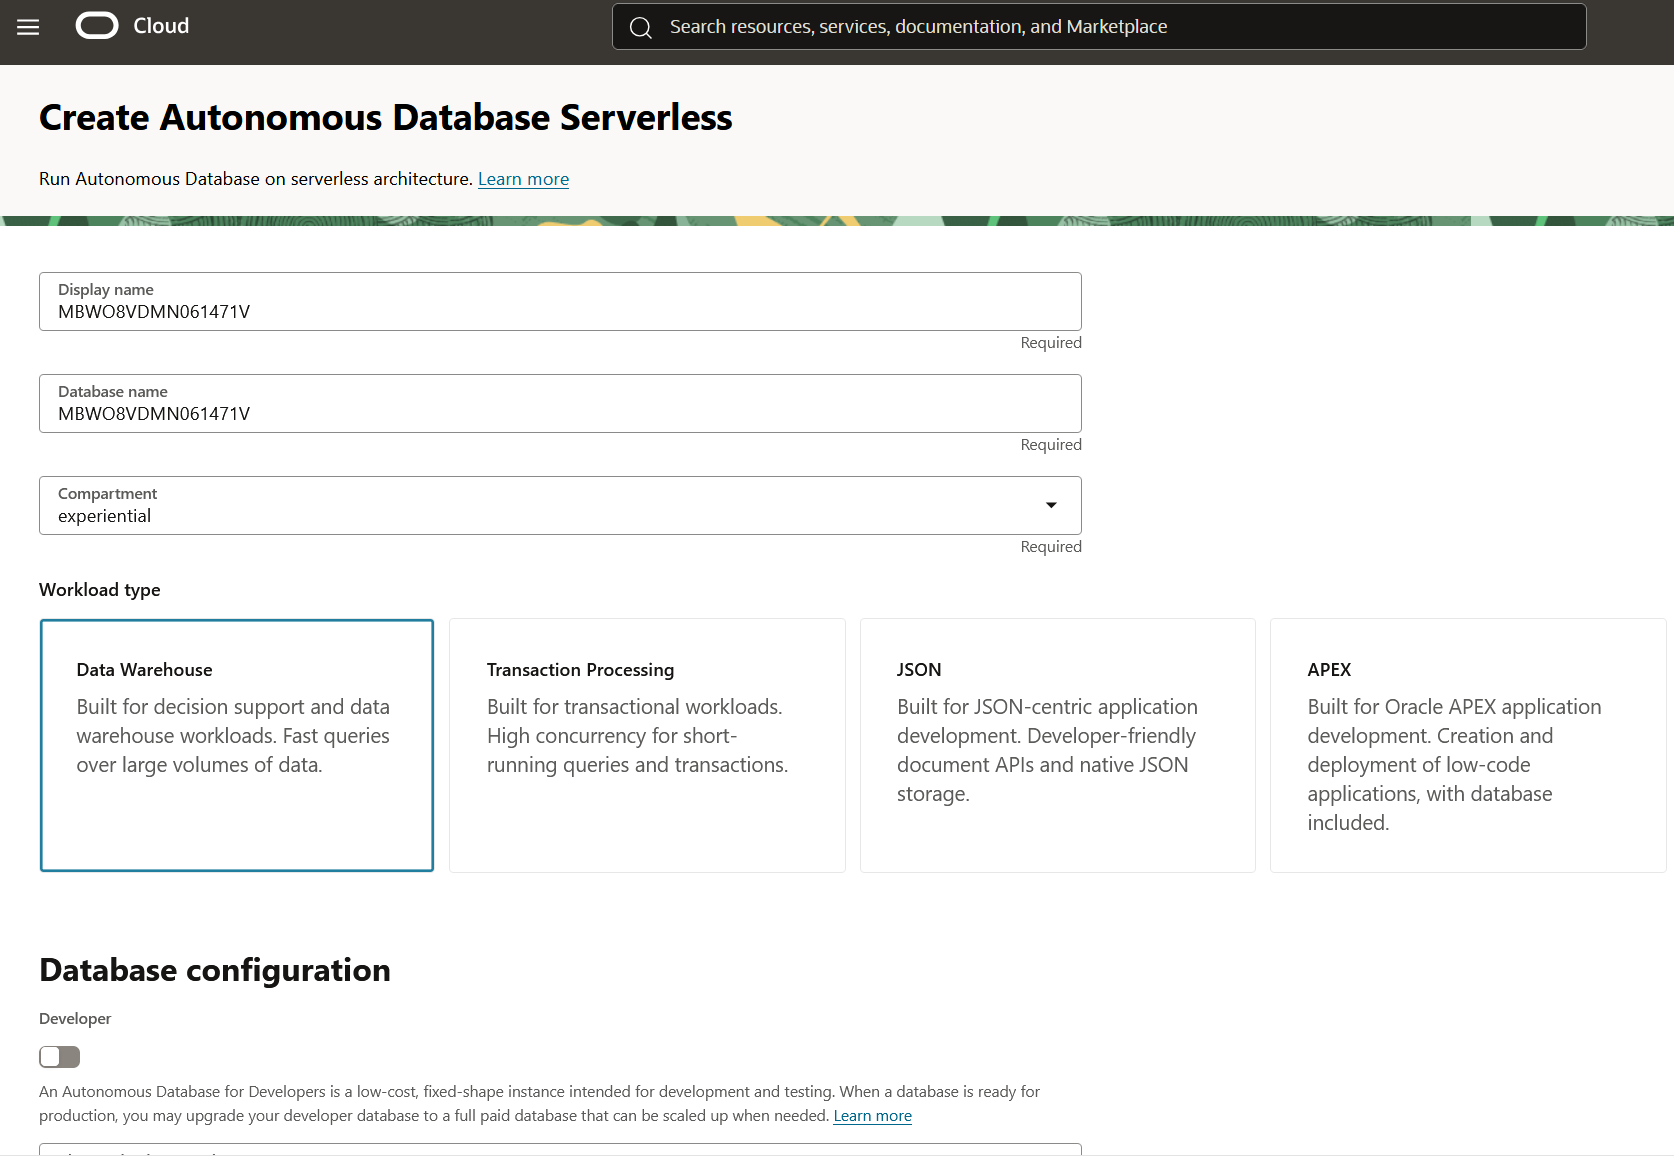 Cloud
Search resources, services, documentation, and Marketplace
Create Autonomous Database Serverless
Run Autonomous Database on serverless architecture. Learn more
Display name
MBWO8VDMN061471V
Required
Database name
MBWO8VDMN061471V
Required
Compartment
experiential
Required
Workload type
Data Warehouse
Built for decision support and data
warehouse workloads. Fast queries
over large volumes of data.
Transaction Processing
Built for transactional workloads.
High concurrency for short-
running queries and transactions.
JSON
Built for JSON-centric application
development. Developer-friendly
document APIs and native JSON
storage.
APEX
Built for Oracle APEX application
development. Creation and
deployment of low-code
applications, with database
included.
Database configuration
Developer
An Autonomous Database for Developers is a low-cost, fixed-shape instance intended for development and testing. When a database is ready for
production, you may upgrade your developer database to a full paid database that can be scaled up when needed. Learn more